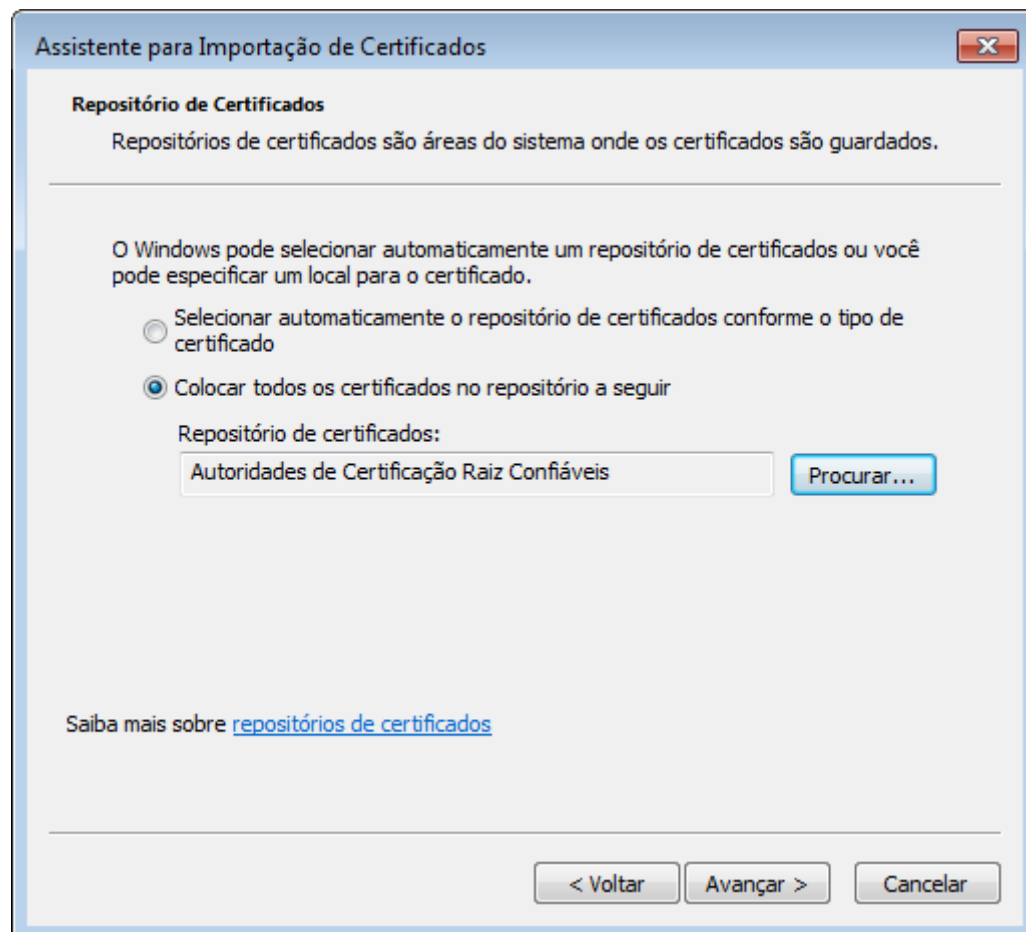 Assistente para Importação de Certificados
Repositório de Certificados
Repositórios de certificados são áreas do sistema onde os certificados são guardados.
O Windows pode selecionar automaticamente um repositório de certificados ou você
pode especificar um local para o certificado.
Selecionar automaticamente o repositório de certificados conforme o tipo de
certificado
Colocar todos os certificados no repositório a seguir
Repositório de certificados:
Autoridades de Certificação Raiz Confiáveis
Procurar...
Saiba mais sobre repositórios de certificados
< Voltar
Avançar >
Cancelar